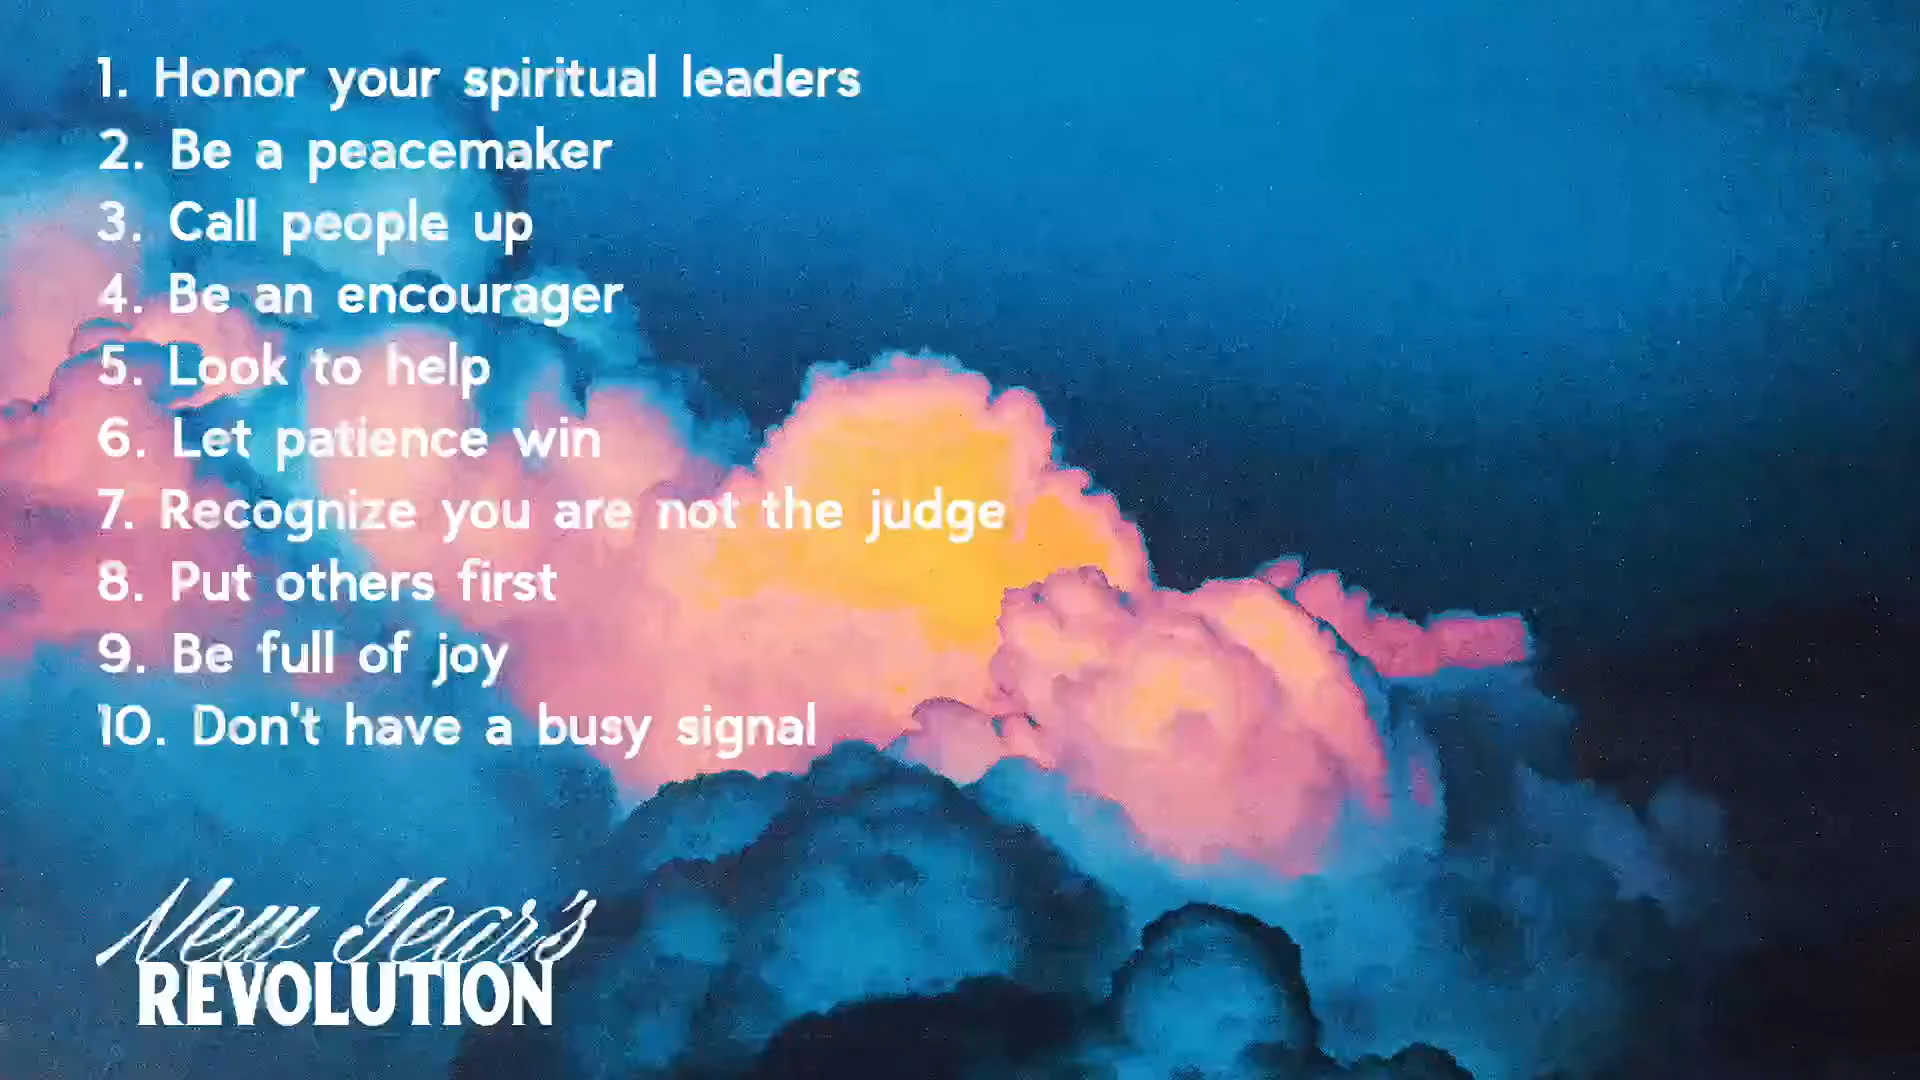 1. Honor your spiritual leaders
2. Be a peacemaker
3. Call people up
4. Be an encourager
5. Look to help
6. Let patience win
7. Recognize you are not the judge
8. Put others first
9. Be full of joy
10. Don't have a busy signal
New Year's
REVOLUTION